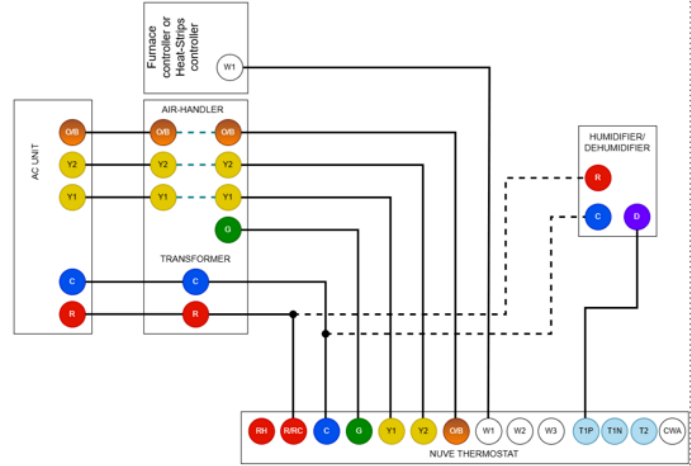 Furnace
controller or
Heat-Strips
controller
W1
AIR-HANDLER
AC UNIT
O/B O/B O/B
Y2 Y2 Y2
Y1 Y1 Y1
G
TRANSFORMER
C C
R R
HUMIDIFIER/
DEHUMIDIFIER
R
C D
RH R/RC C G Y1 Y2 O/B W1 W2 W3 T1P T1N T2 CWA
NUVE THERMOSTAT